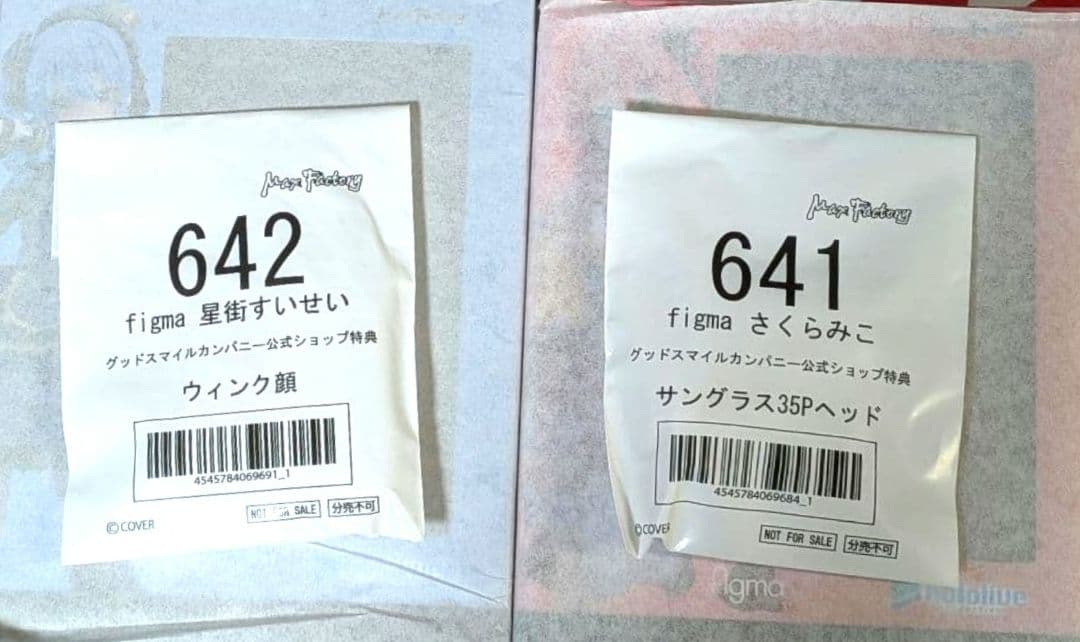 Max Factory
642
figma 星街すいせい
グッドスマイルカンパニー公式ショップ特典
ウィンク顔
4545784069691_1
NOT FOR SALE
分売不可
©COVER
Max Factory
641
figma さくらみこ
グッドスマイルカンパニー公式ショップ特典
サングラス35Pヘッド
4545784069684_1
NOT FOR SALE
分売不可
©COVER
figma
hololive